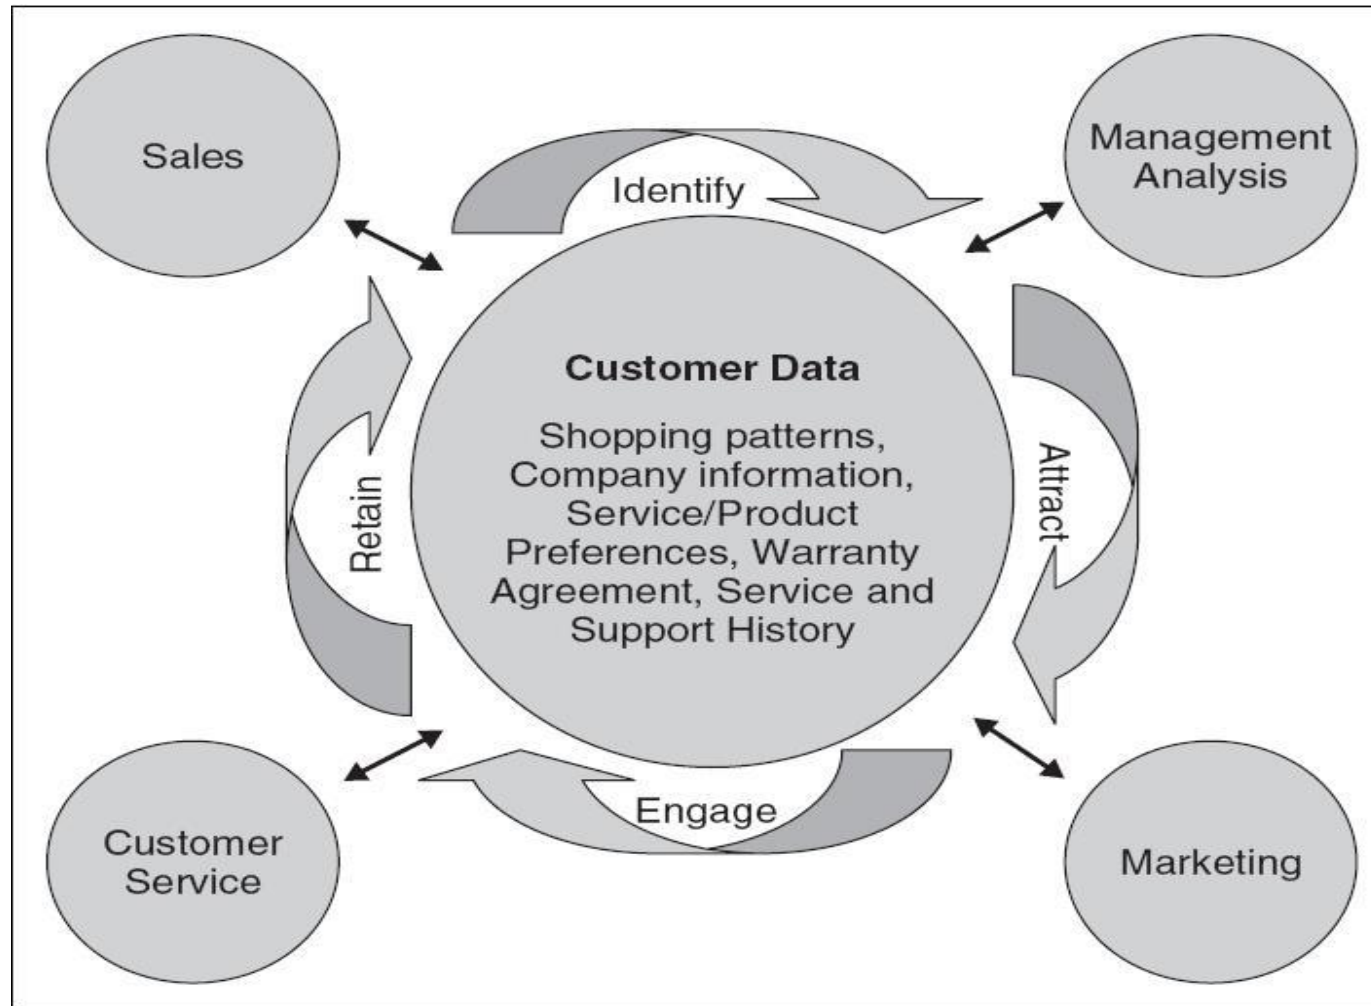 Sales
Management
Analysis
Identify
Customer Data
Shopping patterns,
Company information,
Service/Product
Preferences, Warranty
Agreement, Service and
Support History
Retain
Attract
Engage
Customer
Service
Marketing